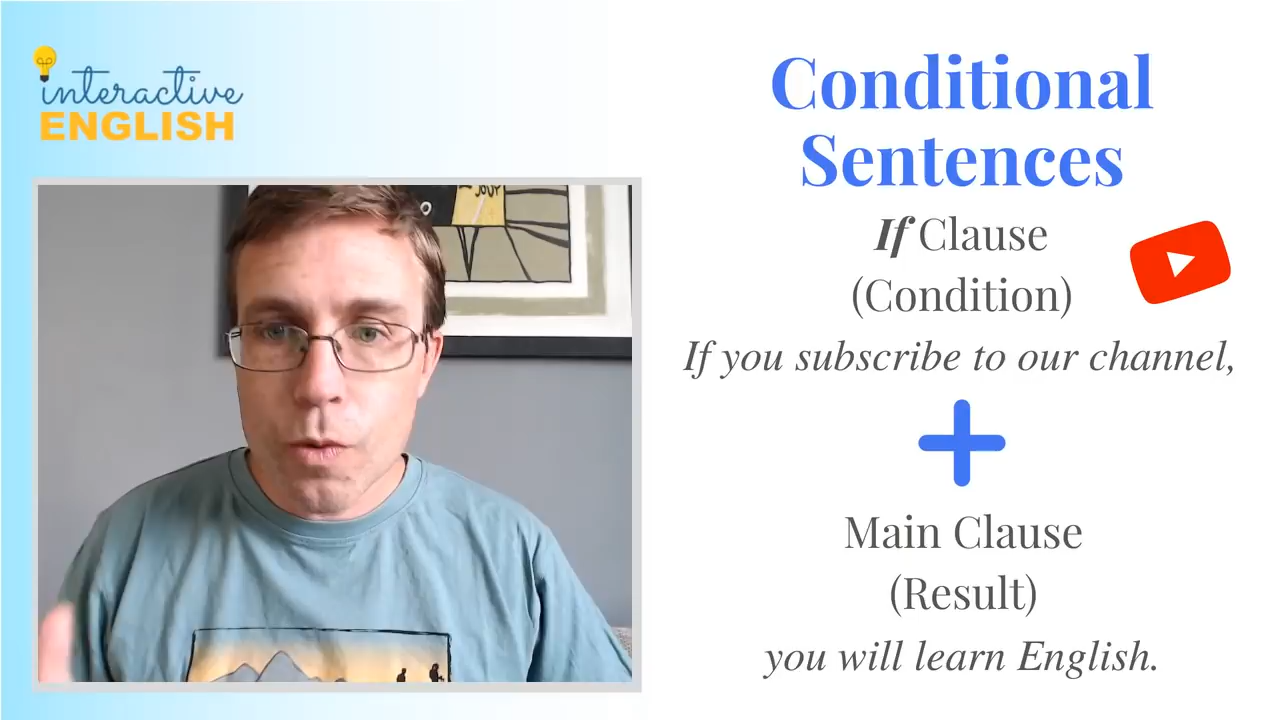 interactive
ENGLISH
Conditional
Sentences
If Clause
(Condition)
If you subscribe to our channel,
Main Clause
(Result)
you will learn English.